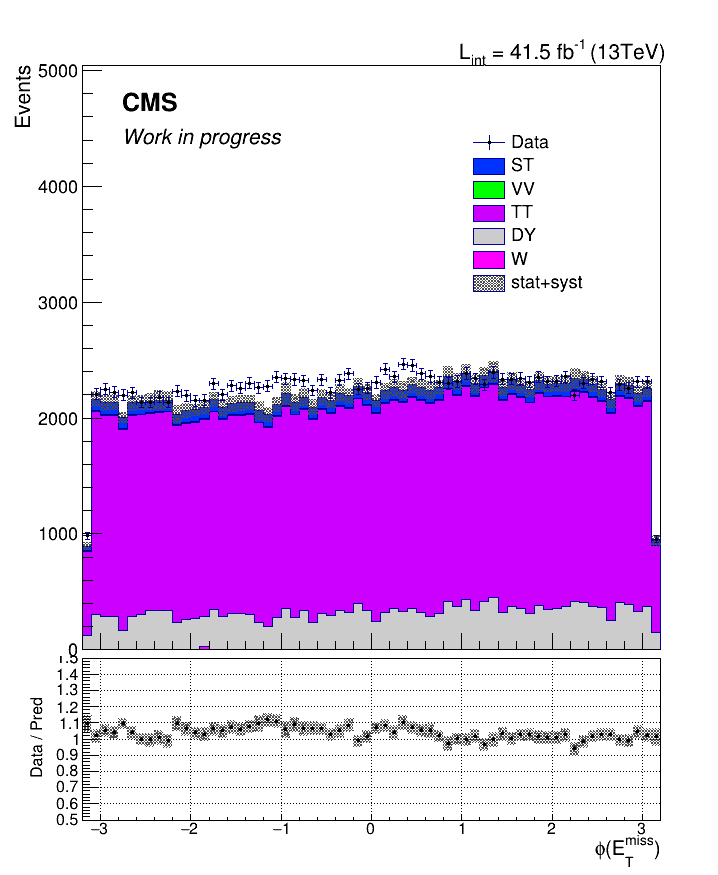 L_int = 41.5 fb^-1 (13TeV)
Events
5000
4000
3000
2000
1000
0
CMS
Work in progress
Data
ST
VV
TT
DY
W
stat+syst
Data / Pred
1.5
1.4
1.3
1.2
1.1
1
0.9
0.8
0.7
0.6
0.5
−3 −2 −1 0 1 2 3
ϕ(E_T^miss)